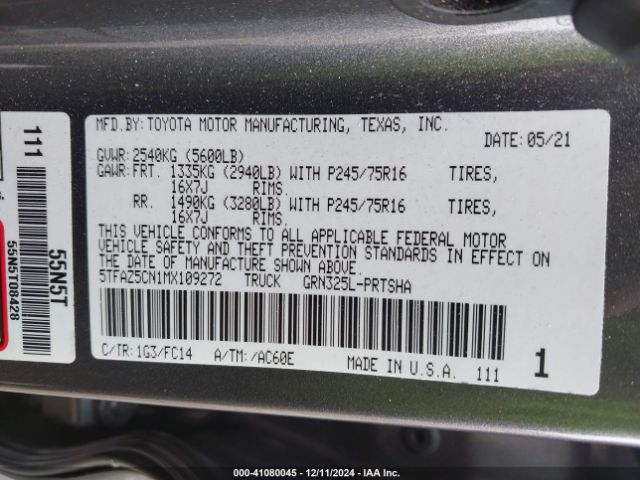 MFD.BY:TOYOTA MOTOR MANUFACTURING, TEXAS, INC.
DATE:05/21
GVWR:2540KG (5600LB)
GAWR:FRT. 1335KG (2940LB) WITH P245/75R16 TIRES,
16X7J RIMS.
RR. 1490KG (3280LB) WITH P245/75R16 TIRES,
16X7J RIMS.
THIS VEHICLE CONFORMS TO ALL APPLICABLE FEDERAL MOTOR
VEHICLE SAFETY AND THEFT PREVENTION STANDARDS IN EFFECT ON
THE DATE OF MANUFACTURE SHOWN ABOVE.
5TFAZ5CN1MX109272 TRUCK GRN325L-PRTSHA
C/TR:1G3/FC14 A/TM:/AC60E MADE IN U.S.A. 111
1
111
55N5T
55N5T08428
000-41080045 - 12/11/2024 - IAA Inc.